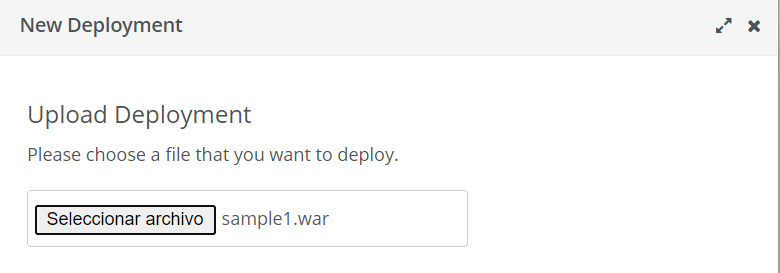 New Deployment
Upload Deployment
Please choose a file that you want to deploy.
Seleccionar archivo sample1.war